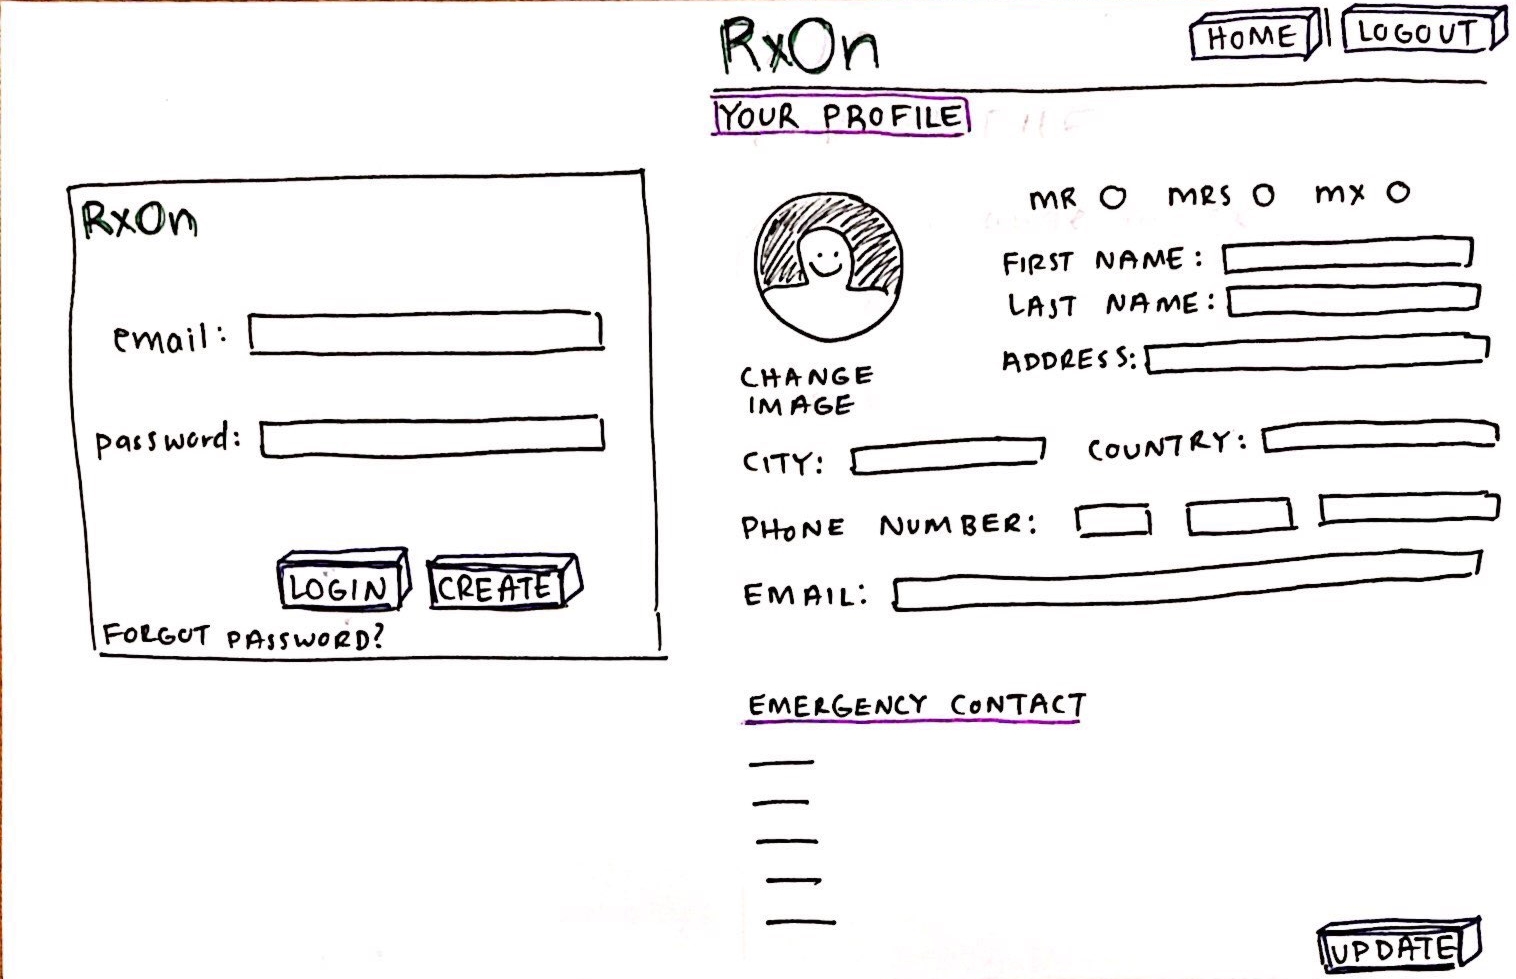 RxOn
email:
password:
LOGIN CREATE
FORGOT PASSWORD?
RxOn
HOME | LOGOUT
YOUR PROFILE
MR MRS MX
FIRST NAME:
LAST NAME:
ADDRESS:
CHANGE
IMAGE
CITY: COUNTRY:
PHONE NUMBER:
EMAIL:
EMERGENCY CONTACT
UPDATE